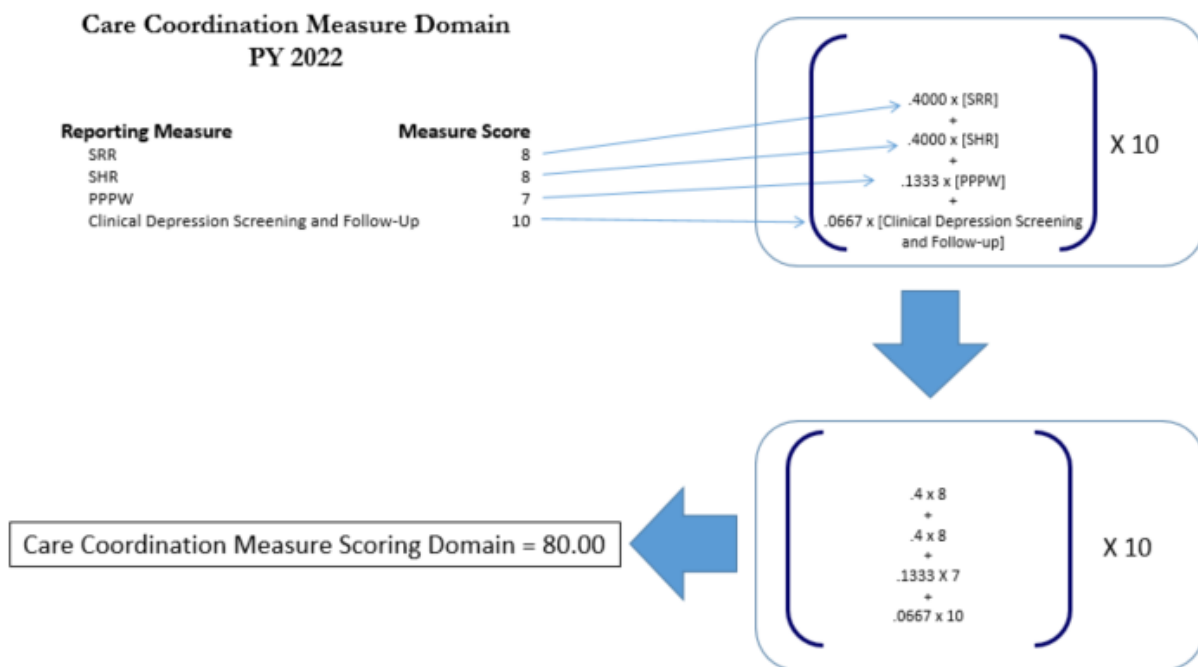 Care Coordination Measure Domain
PY 2022
Reporting Measure Measure Score
SRR 8
SHR 8
PPPW 7
Clinical Depression Screening and Follow-Up 10
.4000 x [SRR]
+
.4000 x [SHR]
+
.1333 x [PPPW]
+
.0667 x [Clinical Depression Screening
and Follow-up]
X 10
.4 x 8
+
.4 x 8
+
.1333 X 7
+
.0667 x 10
X 10
Care Coordination Measure Scoring Domain = 80.00